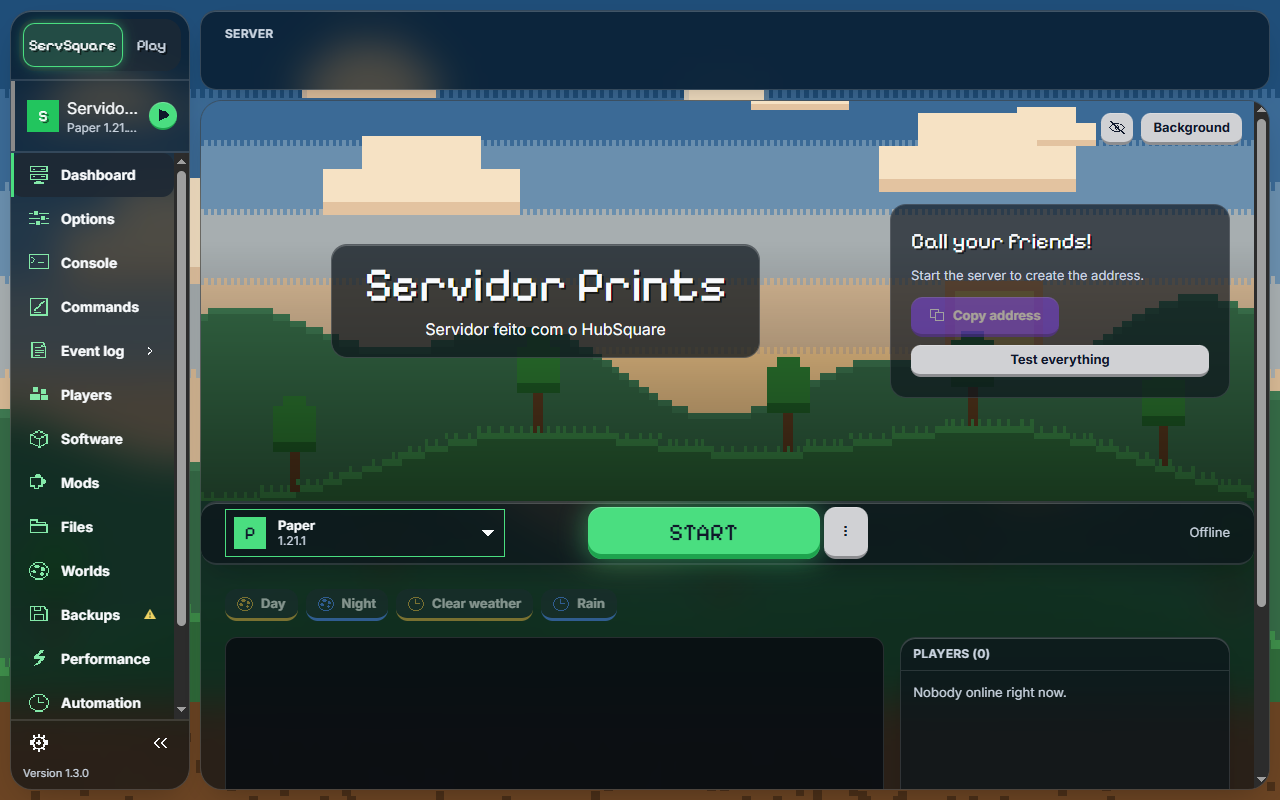 ServSquare
Play
SERVER
S
Servido...
Paper 1.21....
Background
Dashboard
Options
Console
Commands
Event log
Players
Software
Mods
Files
Worlds
Backups
Performance
Automation
Version 1.3.0
Servidor Prints
Servidor feito com o HubSquare
Call your friends!
Start the server to create the address.
Copy address
Test everything
P
Paper
1.21.1
START
Offline
Day
Night
Clear weather
Rain
PLAYERS (0)
Nobody online right now.